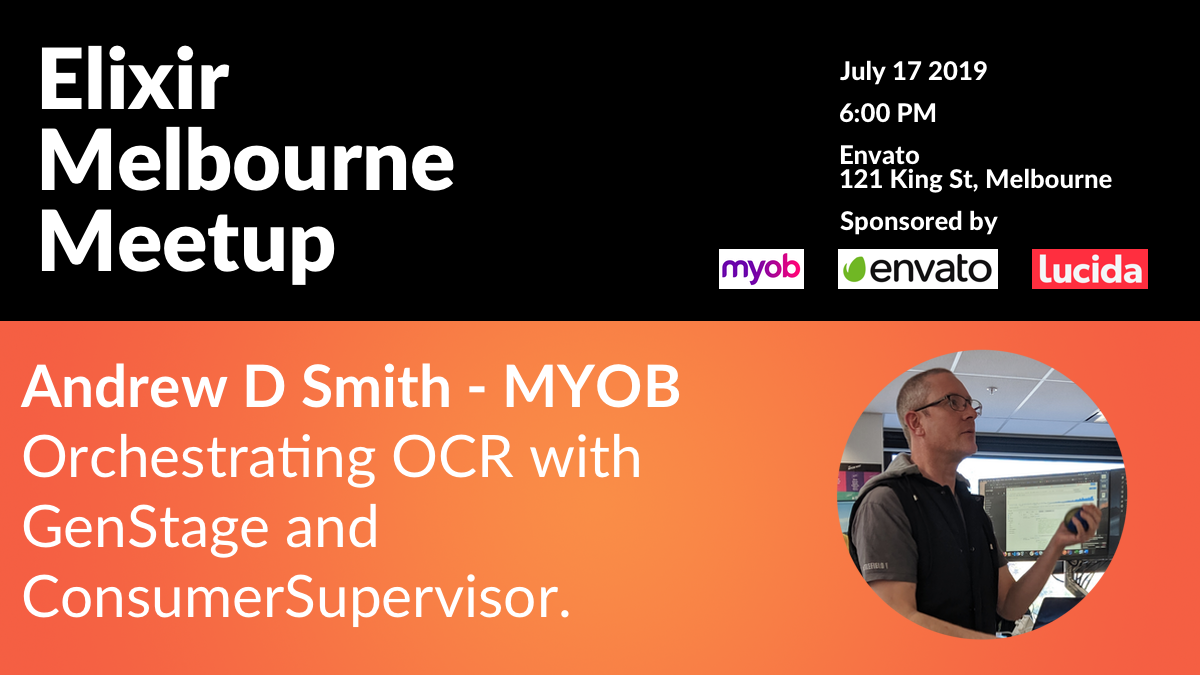 Elixir
Melbourne
Meetup
July 17 2019
6:00 PM
Envato
121 King St, Melbourne
Sponsored by
myob
envato
lucida
Andrew D Smith - MYOB
Orchestrating OCR with
GenStage and
ConsumerSupervisor.